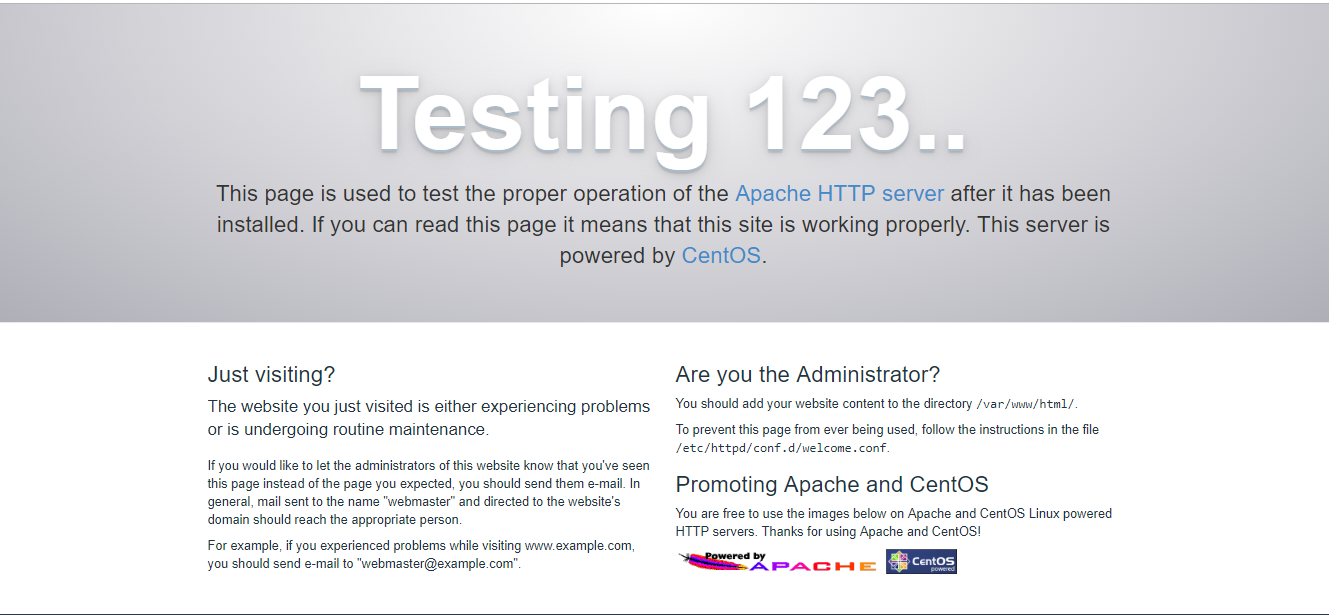 Testing 123..
This page is used to test the proper operation of the Apache HTTP server after it has been
installed. If you can read this page it means that this site is working properly. This server is
powered by CentOS.
Just visiting?
The website you just visited is either experiencing problems
or is undergoing routine maintenance.
If you would like to let the administrators of this website know that you've seen
this page instead of the page you expected, you should send them e-mail. In
general, mail sent to the name "webmaster" and directed to the website's
domain should reach the appropriate person.
For example, if you experienced problems while visiting www.example.com,
you should send e-mail to "webmaster@example.com".
Are you the Administrator?
You should add your website content to the directory /var/www/html/.
To prevent this page from ever being used, follow the instructions in the file
/etc/httpd/conf.d/welcome.conf.
Promoting Apache and CentOS
You are free to use the images below on Apache and CentOS Linux powered
HTTP servers. Thanks for using Apache and CentOS!
Powered by
APACHE
CentOS
powered